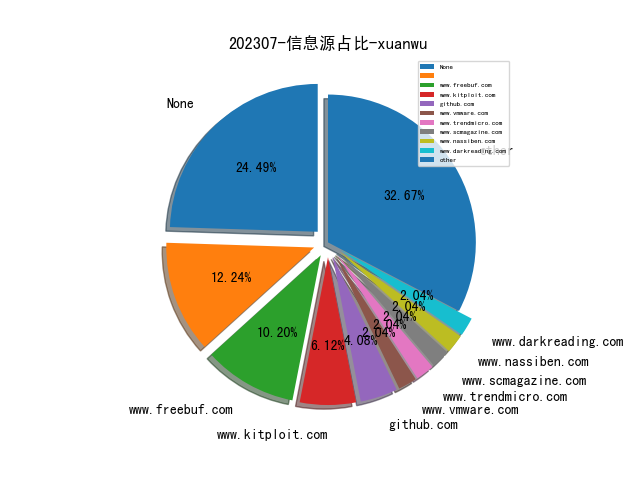 202307-信息源占比-xuanwu
None
None
www.freebuf.com
www.kitploit.com
github.com
www.vmware.com
www.trendmicro.com
www.scmagazine.com
www.nassiben.com
www.darkreading.com
other
other
24.49%
32.67%
12.24%
10.20%
6.12%
4.08%
2.04%
2.04%
2.04%
2.04%
2.04%
www.darkreading.com
www.nassiben.com
www.scmagazine.com
www.trendmicro.com
www.vmware.com
github.com
www.freebuf.com
www.kitploit.com